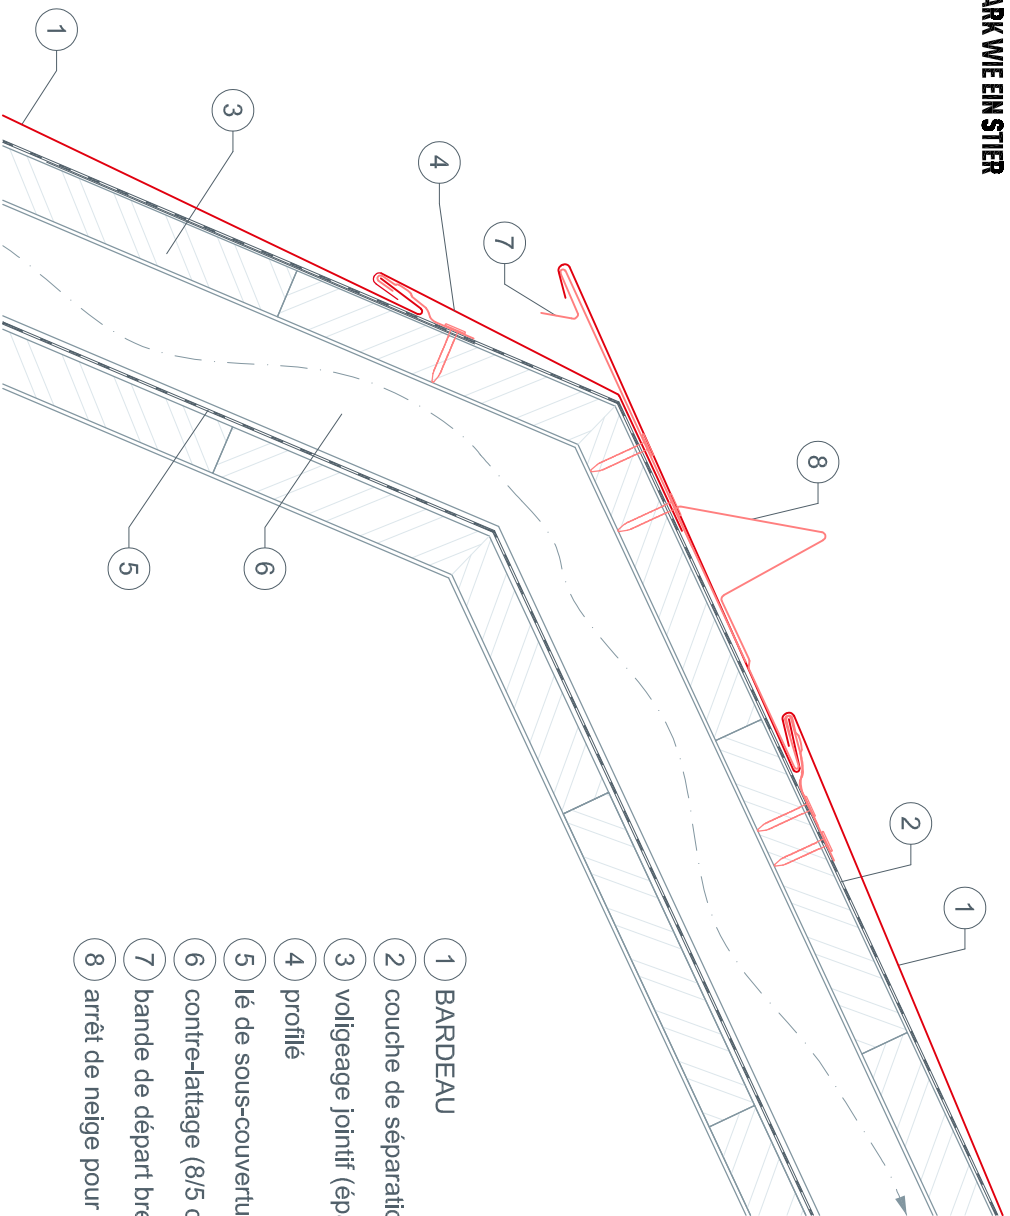 ARK WIE EIN STIER
1
2
8
7
4
6
3
5
1
1 BARDEAU
2 couche de séparatio
3 voligeage jointif (ép
4 profilé
5 lé de sous-couvertu
6 contre-lattage (8/5 c
7 bande de départ bre
8 arrêt de neige pour